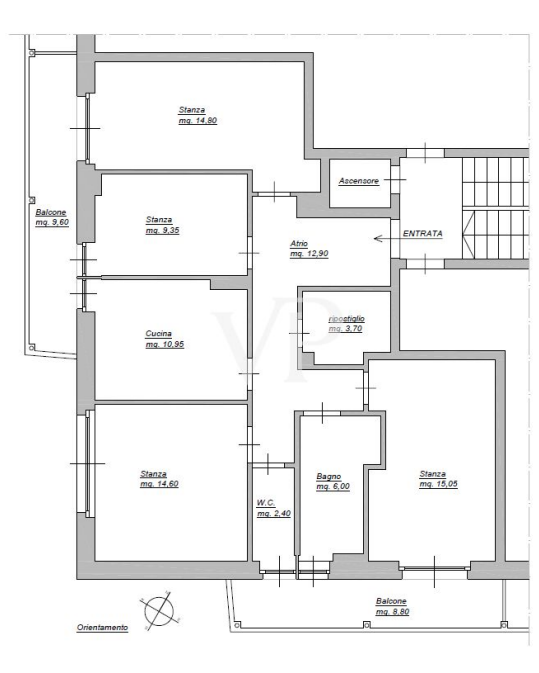 Stanza
mq. 14,80
Ascensore
Balcone
mq. 9,60
Stanza
mq. 9,35
Atrio
mq. 12,90
ENTRATA
VP
Cucina
mq. 10,95
ripostiglio
mq. 3,70
Stanza
mq. 14,60
Bagno
mq. 6,00
Stanza
mq. 15,05
W.C.
mq. 2,40
Balcone
mq. 8,80
Orientamento